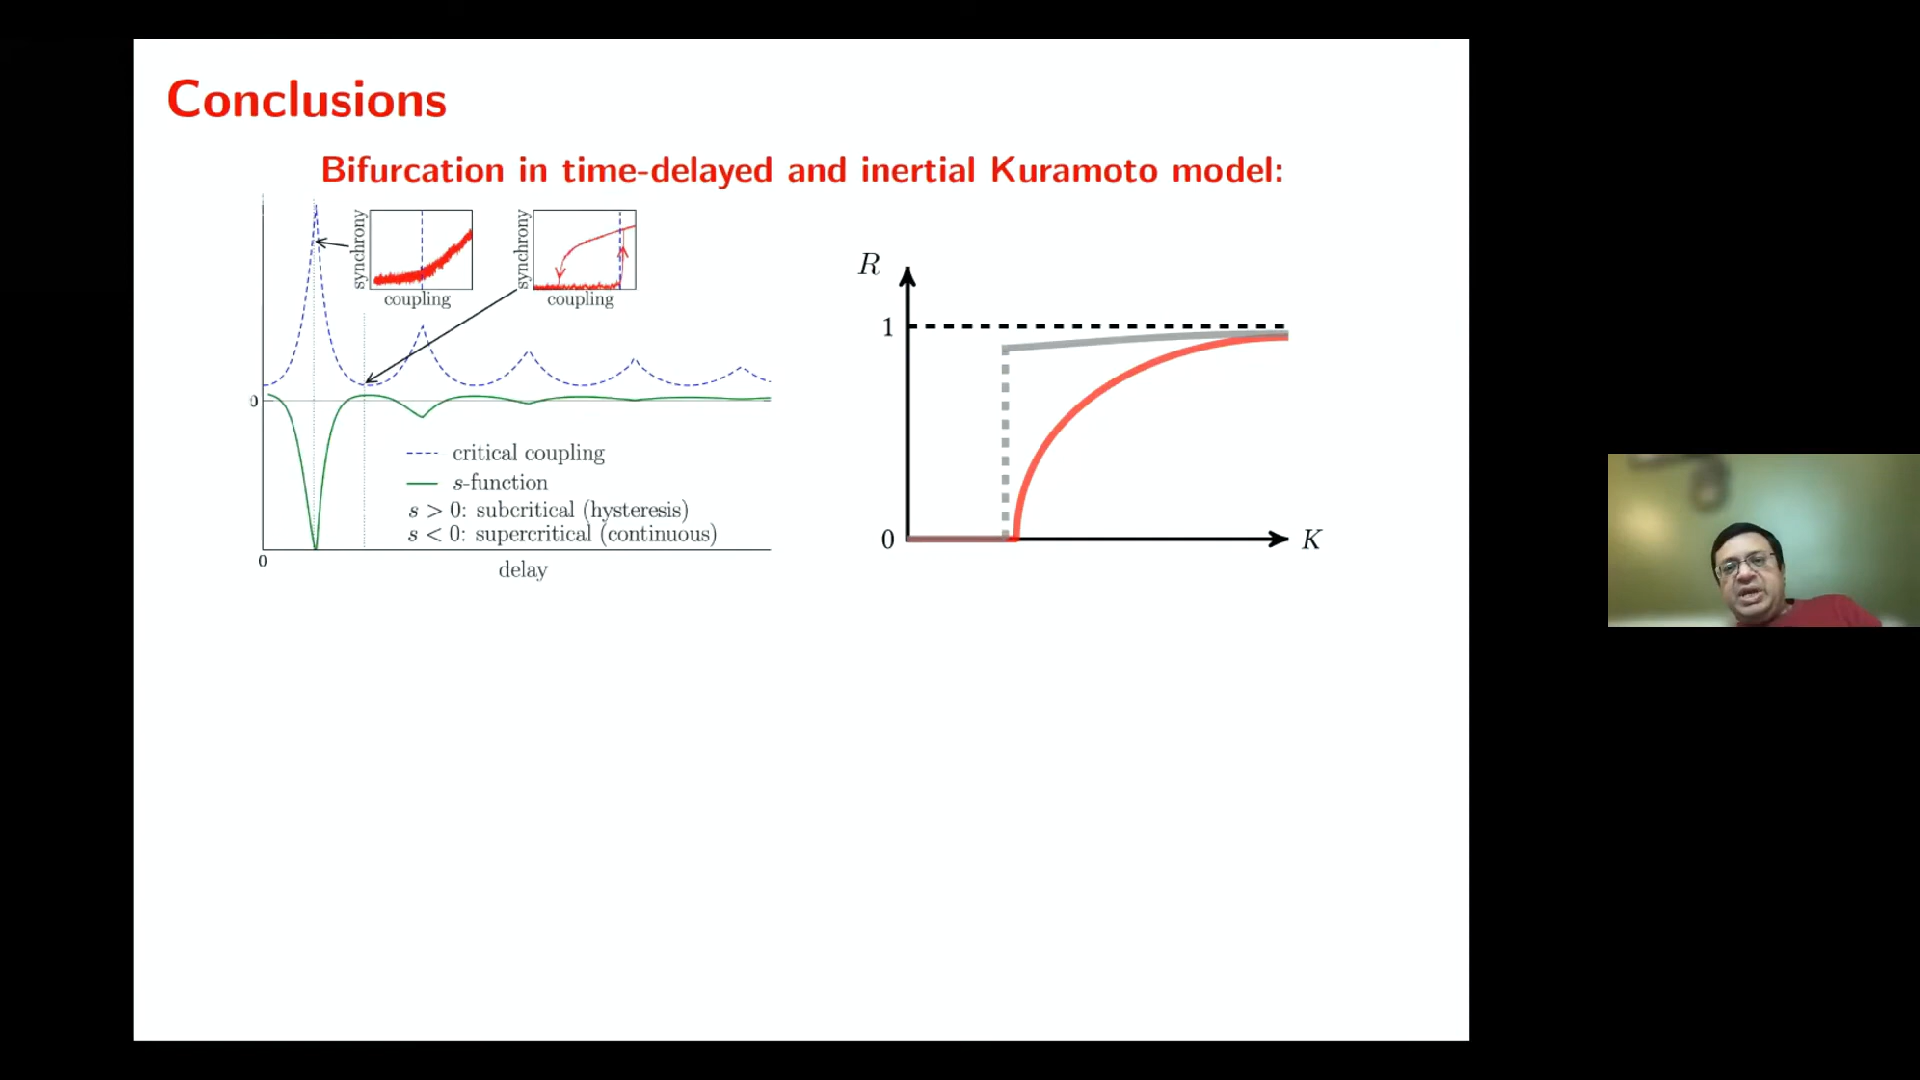 Conclusions
Bifurcation in time-delayed and inertial Kuramoto model:
synchrony
coupling
synchrony
coupling
0
critical coupling
s-function
s > 0: subcritical (hysteresis)
s < 0: supercritical (continuous)
0
delay
R
1
0
K